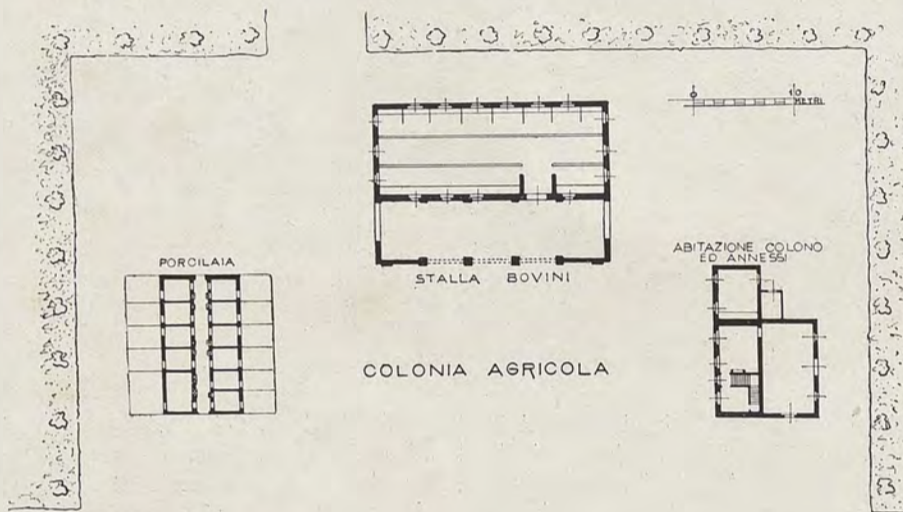 0 10
METRI
PORCILAIA
ABITAZIONE COLONO
ED ANNESSI
STALLA BOVINI
COLONIA AGRICOLA